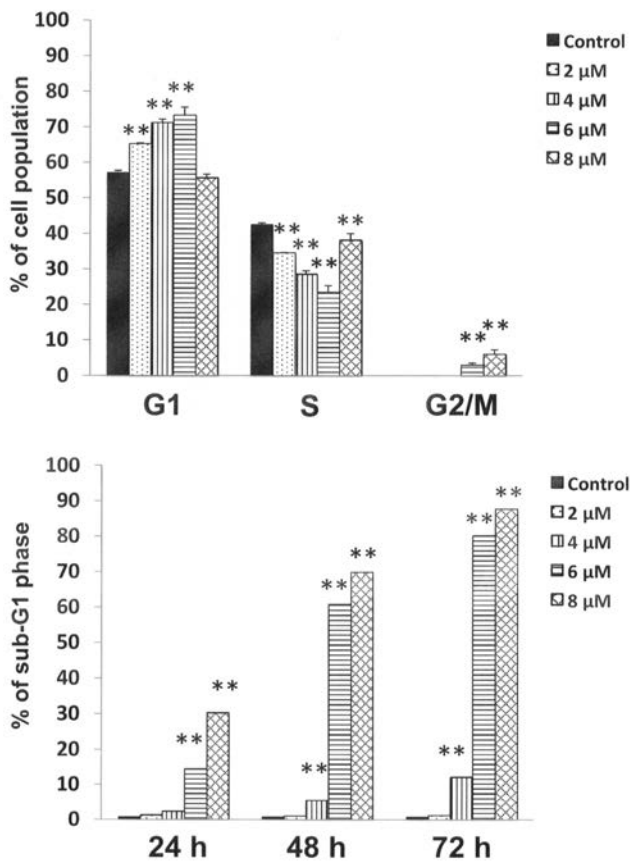 % of cell population
100
90
80
70
60
50
40
30
20
10
0
** ** **
** ** ** **
** **
G1 S G2/M
Control
2 µM
4 µM
6 µM
8 µM
% of sub-G1 phase
100
90
80
70
60
50
40
30
20
10
0
** **
** ** **
** ** **
24 h 48 h 72 h
Control
2 µM
4 µM
6 µM
8 µM